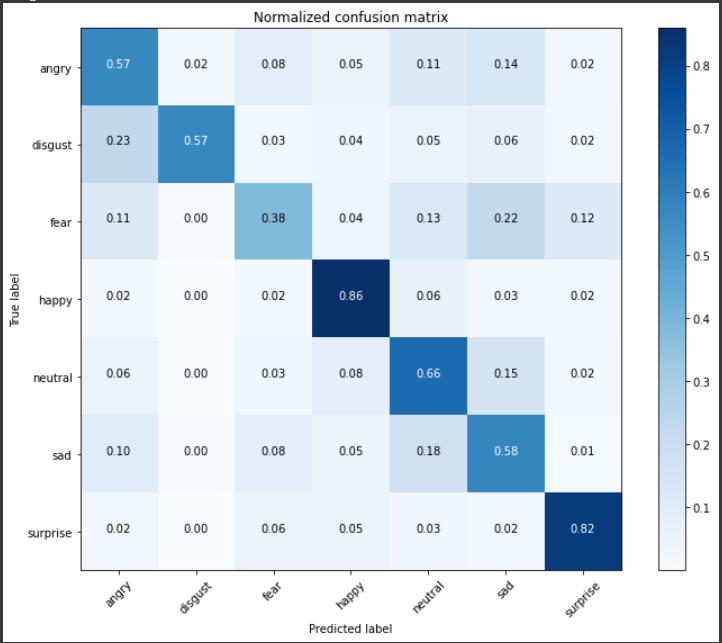 Normalized confusion matrix
angry 0.57 0.02 0.08 0.05 0.11 0.14 0.02
disgust 0.23 0.57 0.03 0.04 0.05 0.06 0.02
fear 0.11 0.00 0.38 0.04 0.13 0.22 0.12
happy 0.02 0.00 0.02 0.86 0.06 0.03 0.02
neutral 0.06 0.00 0.03 0.08 0.66 0.15 0.02
sad 0.10 0.00 0.08 0.05 0.18 0.58 0.01
surprise 0.02 0.00 0.06 0.05 0.03 0.02 0.82
angry disgust fear happy neutral sad surprise
True label
Predicted label
0.8
0.7
0.6
0.5
0.4
0.3
0.2
0.1